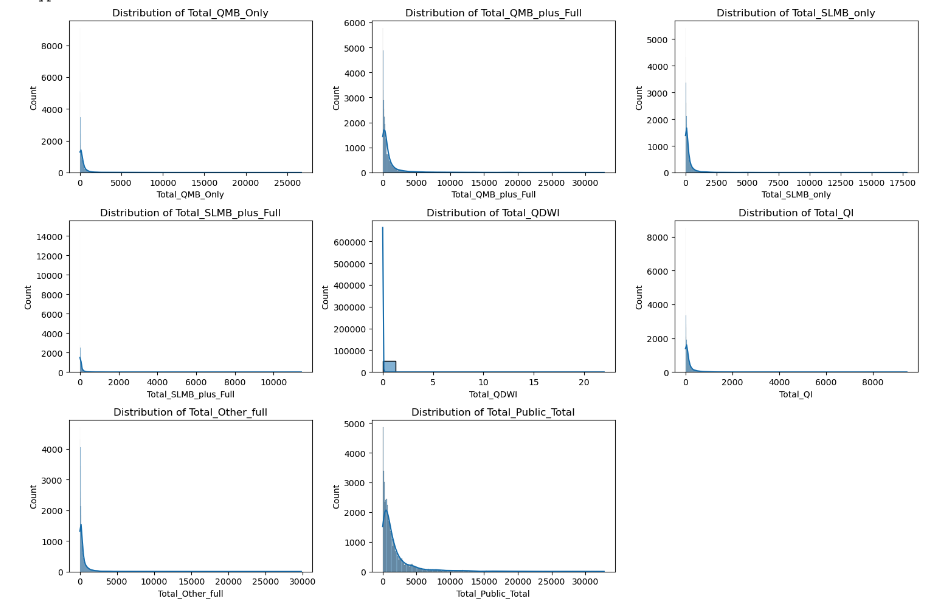 Distribution of Total_QMB_Only
Count
8000
6000
4000
2000
0
0 5000 10000 15000 20000 25000
Total_QMB_Only
Distribution of Total_QMB_plus_Full
Count
6000
5000
4000
3000
2000
1000
0
0 5000 10000 15000 20000 25000 30000
Total_QMB_plus_Full
Distribution of Total_SLMB_only
Count
5000
4000
3000
2000
1000
0
0 2500 5000 7500 10000 12500 15000 17500
Total_SLMB_only
Distribution of Total_SLMB_plus_Full
Count
14000
12000
10000
8000
6000
4000
2000
0
0 2000 4000 6000 8000 10000
Total_SLMB_plus_Full
Distribution of Total_QDWI
Count
600000
500000
400000
300000
200000
100000
0
0 5 10 15 20
Total_QDWI
Distribution of Total_QI
Count
8000
6000
4000
2000
0
0 2000 4000 6000 8000
Total_QI
Distribution of Total_Other_full
Count
4000
3000
2000
1000
0
0 5000 10000 15000 20000 25000 30000
Total_Other_full
Distribution of Total_Public_Total
Count
5000
4000
3000
2000
1000
0
0 5000 10000 15000 20000 25000 30000
Total_Public_Total